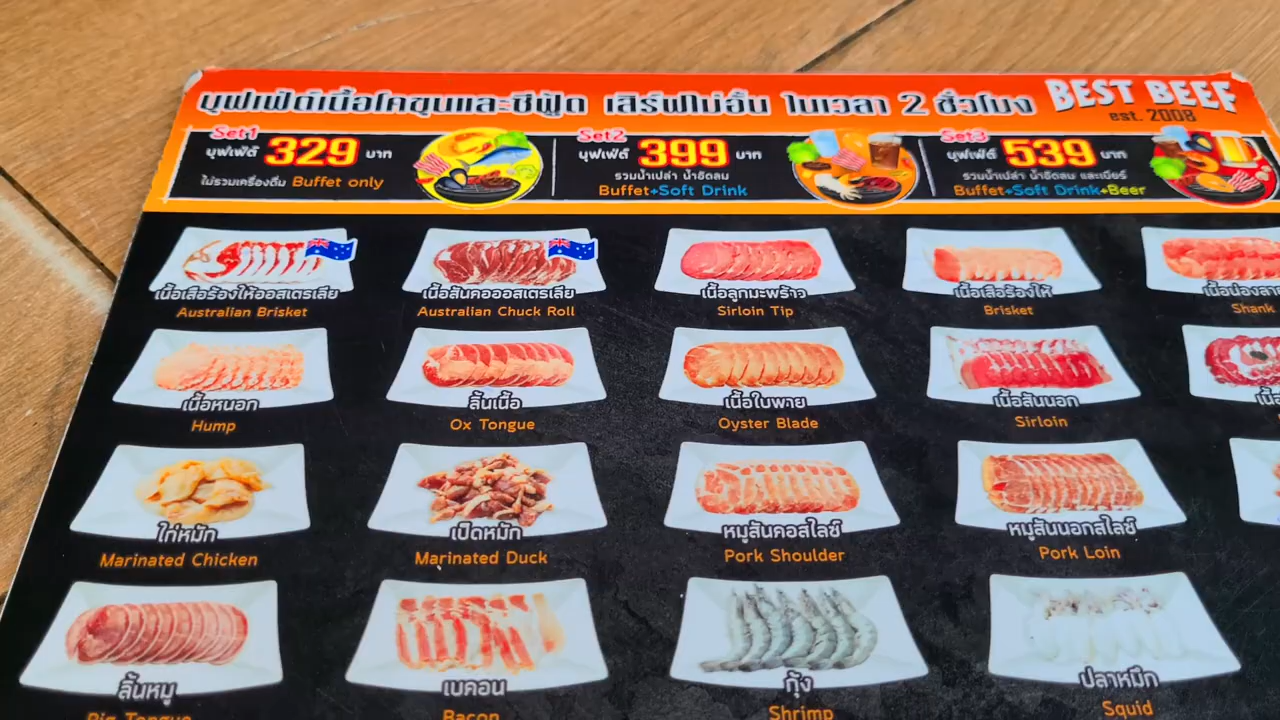 บุฟเฟ่ต์เนื้อโคขุนและซีฟู้ด เสิร์ฟไม่อั้น ในเวลา 2 ชั่วโมง
BEST BEEF
est. 2008
Set1
บุฟเฟ่ต์ 329 บาท
ไม่รวมเครื่องดื่ม Buffet only
Set2
บุฟเฟ่ต์ 399 บาท
รวมน้ำเปล่า น้ำอัดลม
Buffet+Soft Drink
Set3
บุฟเฟ่ต์ 539 บาท
รวมน้ำเปล่า น้ำอัดลม และเบียร์
Buffet+Soft Drink+Beer
เนื้อเสือร้องไห้ออสเตรเลีย
Australian Brisket
เนื้อสันคอออสเตรเลีย
Australian Chuck Roll
เนื้อลูกมะพร้าว
Sirloin Tip
เนื้อเสือร้องไห้
Brisket
เนื้อน่องลาย
Shank
เนื้อหนอก
Hump
ลิ้นเนื้อ
Ox Tongue
เนื้อใบพาย
Oyster Blade
เนื้อสันนอก
Sirloin
ไก่หมัก
Marinated Chicken
เป็ดหมัก
Marinated Duck
หมูสันคอสไลซ์
Pork Shoulder
หมูสันนอกสไลซ์
Pork Loin
ลิ้นหมู
Pig Tongue
เบคอน
Bacon
กุ้ง
Shrimp
ปลาหมึก
Squid